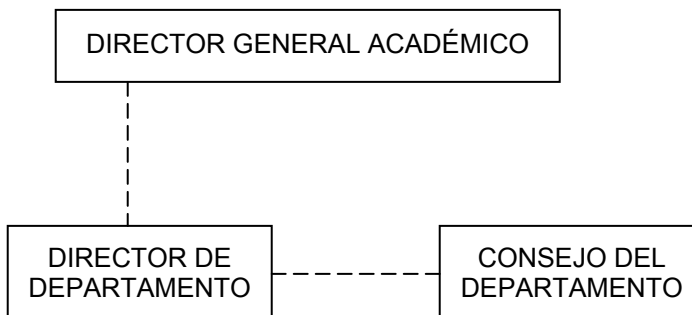 DIRECTOR GENERAL ACADÉMICO
DIRECTOR DE
DEPARTAMENTO
CONSEJO DEL
DEPARTAMENTO